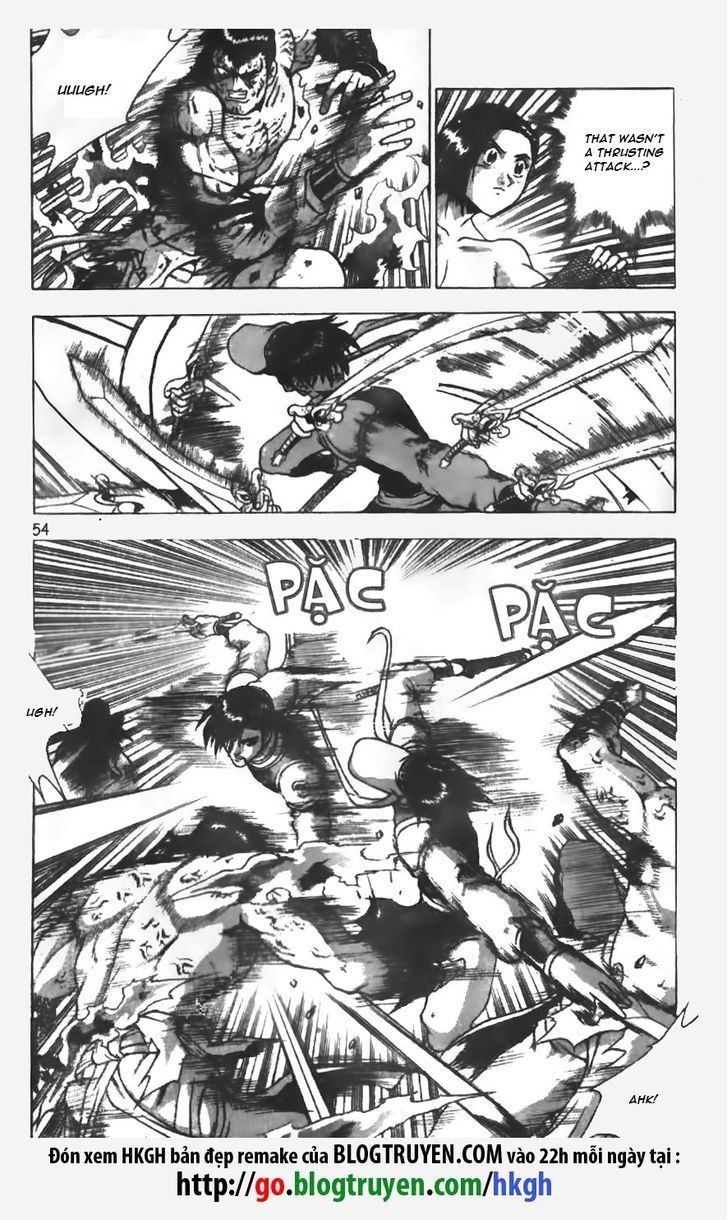 UUUGH!
THAT WASN'T
A THRUSTING
ATTACK...?
54
PẶC
PẶC
UGH!
AHK!
Đón xem HKGH bản đẹp remake của BLOGTRUYEN.COM vào 22h mỗi ngày tại :
http://go.blogtruyen.com/hkgh